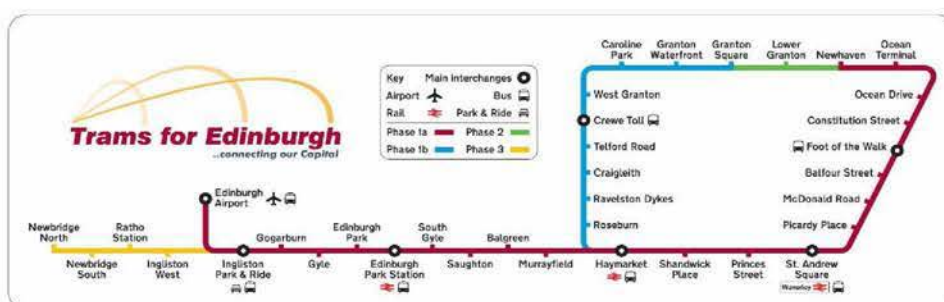 Trams for Edinburgh
...connecting our Capital
Key Main Interchanges
Airport Bus
Rail Park & Ride
Phase 1a Phase 2
Phase 1b Phase 3
Caroline
Park
Granton
Waterfront
Granton
Square
Lower
Granton
Newhaven
Ocean
Terminal
West Granton
Crewe Toll
Telford Road
Craigleith
Ravelston Dykes
Roseburn
Ocean Drive
Constitution Street
Foot of the Walk
Balfour Street
McDonald Road
Picardy Place
Edinburgh
Airport
Newbridge
North
Ratho
Station
Gogarburn
Edinburgh
Park
South
Gyle
Balgreen
Newbridge
South
Ingliston
West
Ingliston
Park & Ride
Gyle
Edinburgh
Park Station
Saughton
Murrayfield
Haymarket
Shandwick
Place
Princes
Street
St. Andrew
Square
Waverley